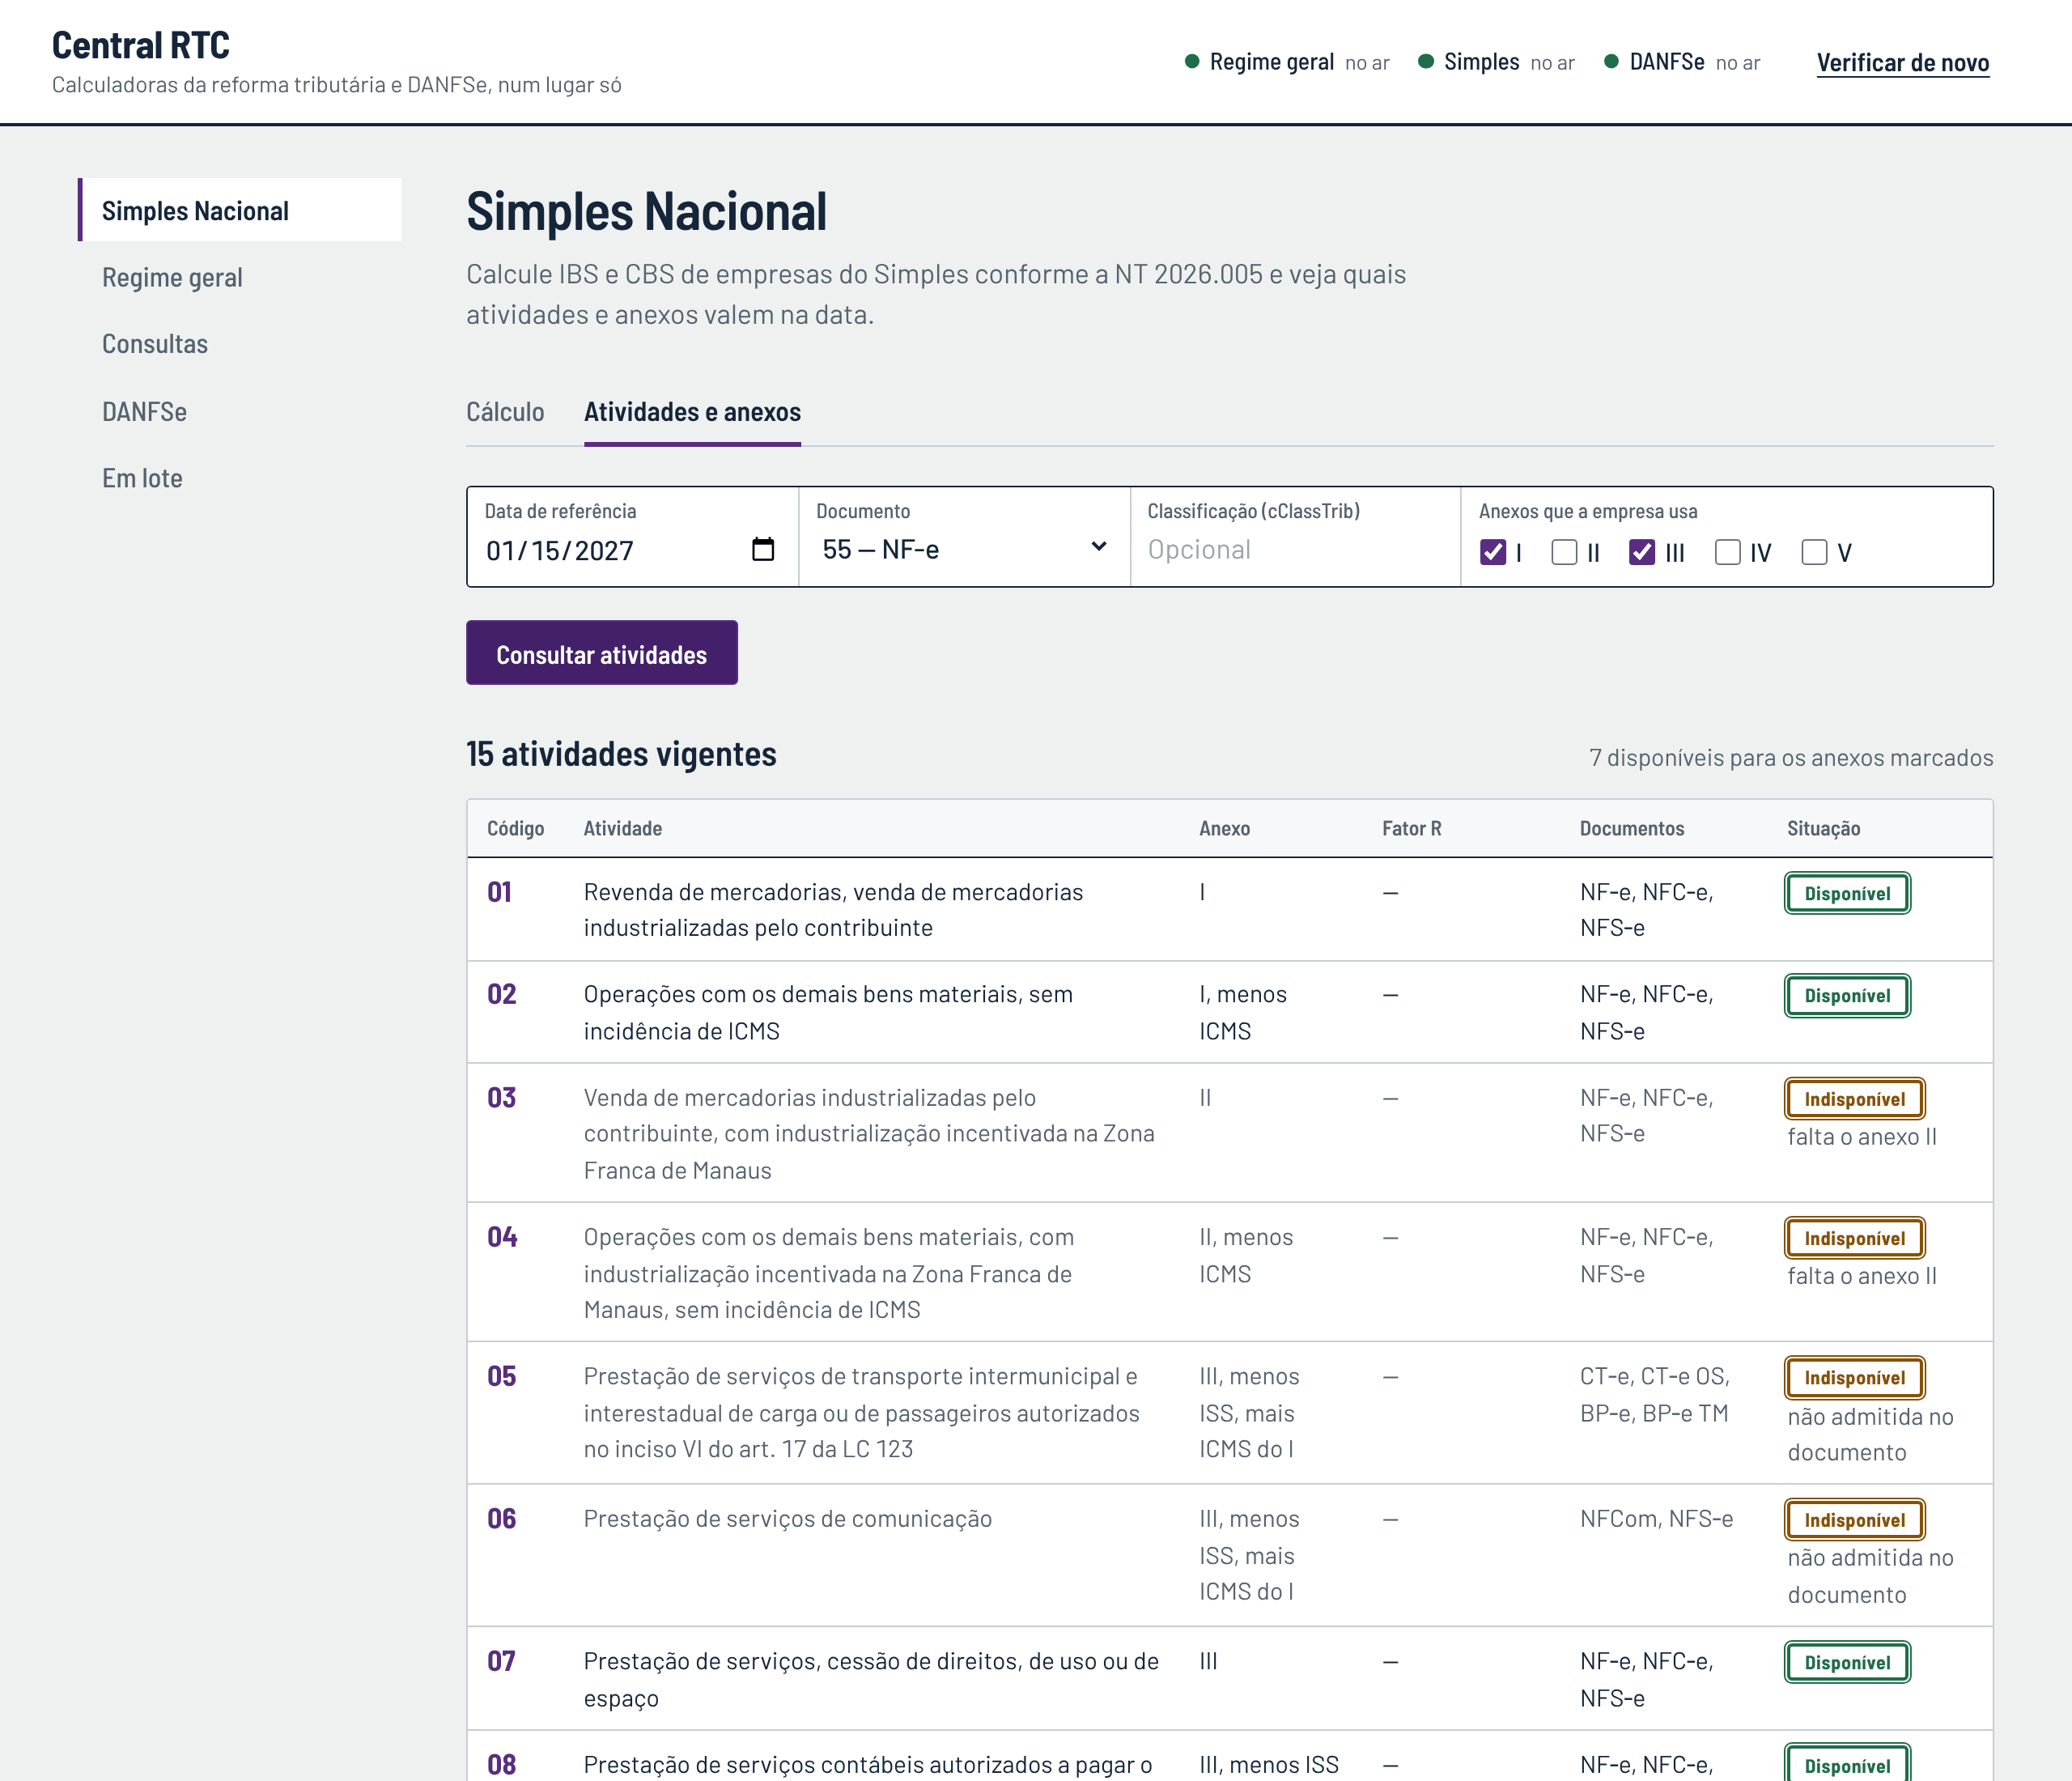 Central RTC
Calculadoras da reforma tributária e DANFSe, num lugar só
Regime geral no ar Simples no ar DANFSe no ar Verificar de novo
Simples Nacional
Regime geral
Consultas
DANFSe
Em lote
Simples Nacional
Calcule IBS e CBS de empresas do Simples conforme a NT 2026.005 e veja quais
atividades e anexos valem na data.
Cálculo Atividades e anexos
Data de referência Documento Classificação (cClassTrib) Anexos que a empresa usa
01/15/2027 55 – NF-e Opcional I II III IV V
Consultar atividades
15 atividades vigentes 7 disponíveis para os anexos marcados
Código Atividade Anexo Fator R Documentos Situação
01 Revenda de mercadorias, venda de mercadorias I – NF-e, NFC-e, Disponível
industrializadas pelo contribuinte NFS-e
02 Operações com os demais bens materiais, sem I, menos – NF-e, NFC-e, Disponível
incidência de ICMS ICMS NFS-e
03 Venda de mercadorias industrializadas pelo II – NF-e, NFC-e, Indisponível
contribuinte, com industrialização incentivada na Zona NFS-e falta o anexo II
Franca de Manaus
04 Operações com os demais bens materiais, com II, menos – NF-e, NFC-e, Indisponível
industrialização incentivada na Zona Franca de ICMS NFS-e falta o anexo II
Manaus, sem incidência de ICMS
05 Prestação de serviços de transporte intermunicipal e III, menos – CT-e, CT-e OS, Indisponível
interestadual de carga ou de passageiros autorizados ISS, mais BP-e, BP-e TM não admitida no
no inciso VI do art. 17 da LC 123 ICMS do I documento
06 Prestação de serviços de comunicação III, menos – NFCom, NFS-e Indisponível
ISS, mais não admitida no
ICMS do I documento
07 Prestação de serviços, cessão de direitos, de uso ou de III – NF-e, NFC-e, Disponível
espaço NFS-e
08 Prestação de serviços contábeis autorizados a pagar o III, menos ISS – NF-e, NFC-e, Disponível